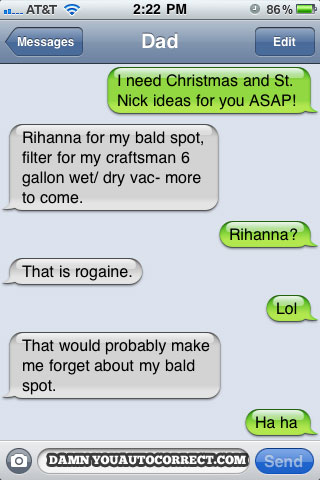 AT&T 2:22 PM 86%
Messages Dad Edit
I need Christmas and St.
Nick ideas for you ASAP!
Rihanna for my bald spot,
filter for my craftsman 6
gallon wet/ dry vac- more
to come.
Rihanna?
That is rogaine.
Lol
That would probably make
me forget about my bald
spot.
Ha ha
DAMNYOUAUTOCORRECT.COM Send